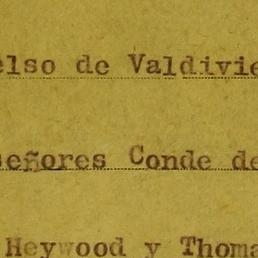 elso de Valdivie
señores Conde de
Heywood y Thoma